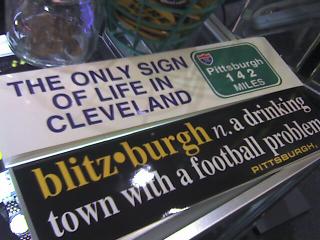 THE ONLY SIGN
OF LIFE IN
CLEVELAND
Pittsburgh
142
MILES
blitz•burgh n. a drinking
town with a football problem
PITTSBURGH,